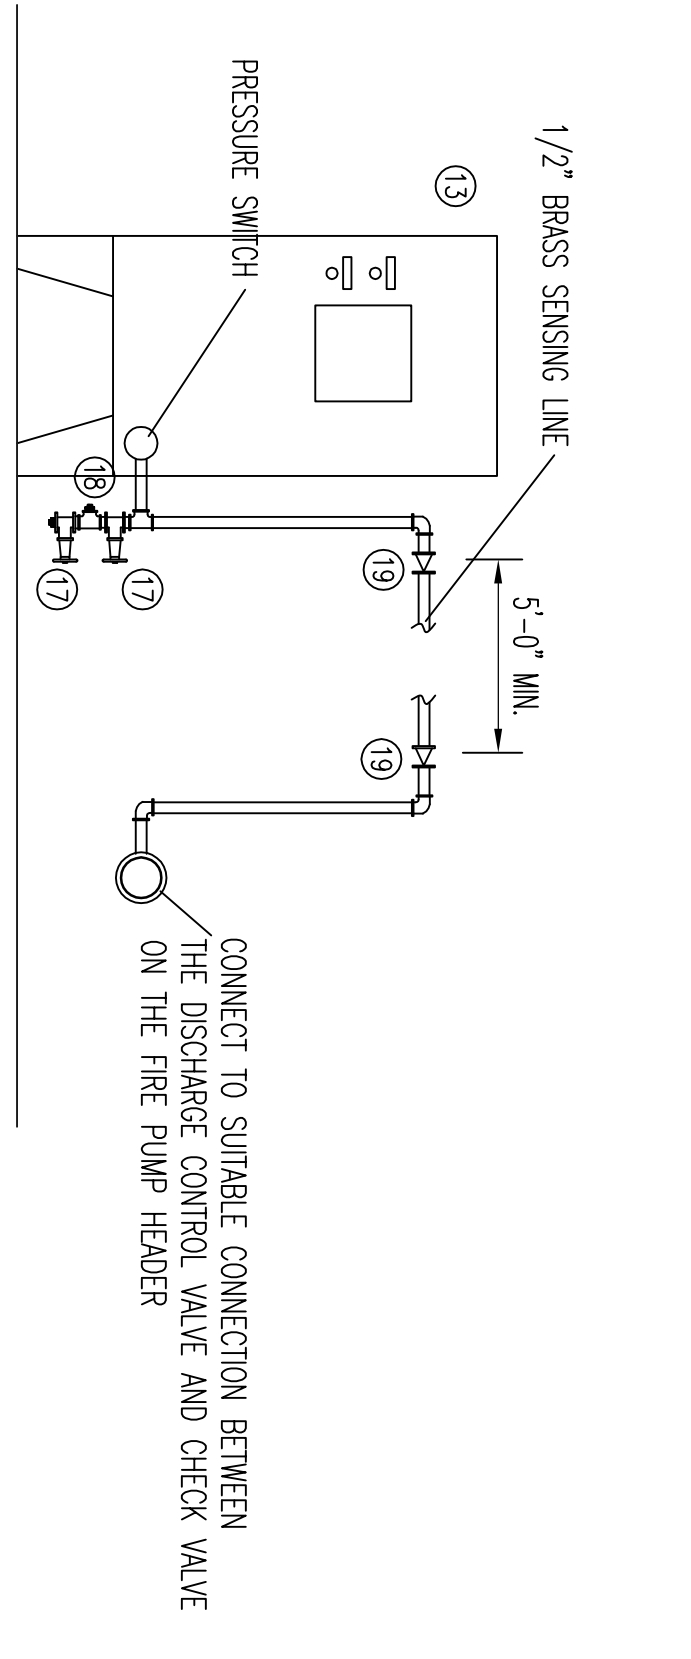 1/2" BRASS SENSING LINE
13
5'-0" MIN.
19
19
PRESSURE SWITCH
CONNECT TO SUITABLE CONNECTION BETWEEN
THE DISCHARGE CONTROL VALVE AND CHECK VALVE
ON THE FIRE PUMP HEADER
17
18
17